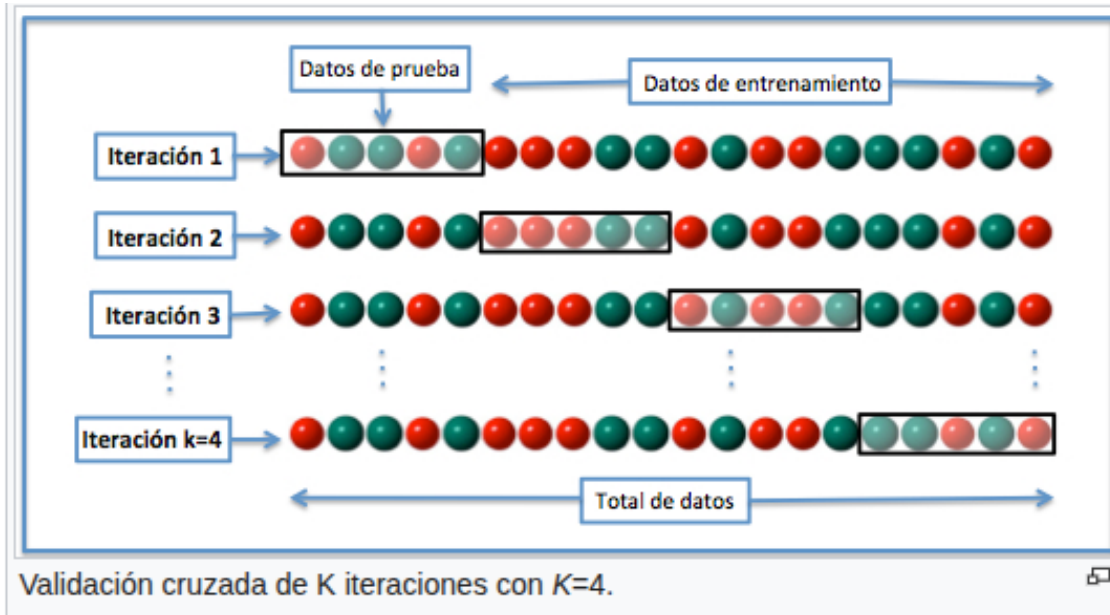 Datos de prueba
Datos de entrenamiento
Iteración 1
Iteración 2
Iteración 3
Iteración k=4
Total de datos
Validación cruzada de K iteraciones con K=4.